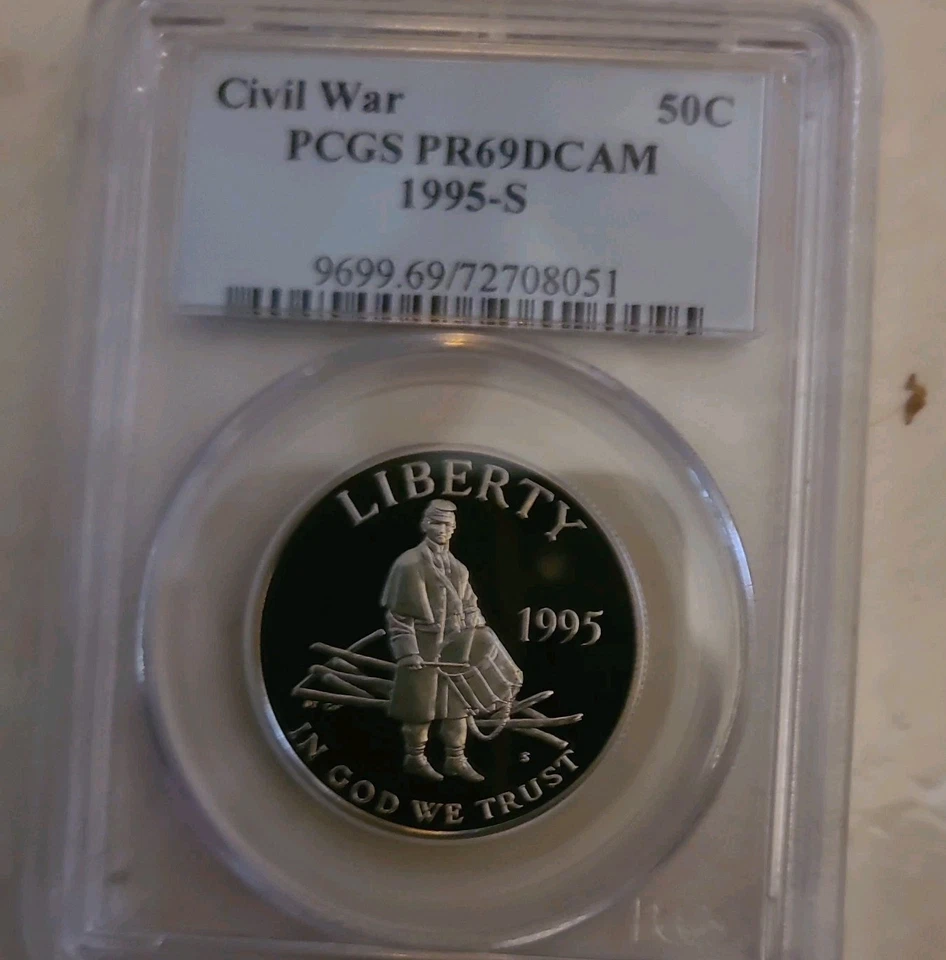 Civil War 50C
PCGS PR69DCAM
1995-S
9699.69/72708051
LIBERTY
1995
S
IN GOD WE TRUST